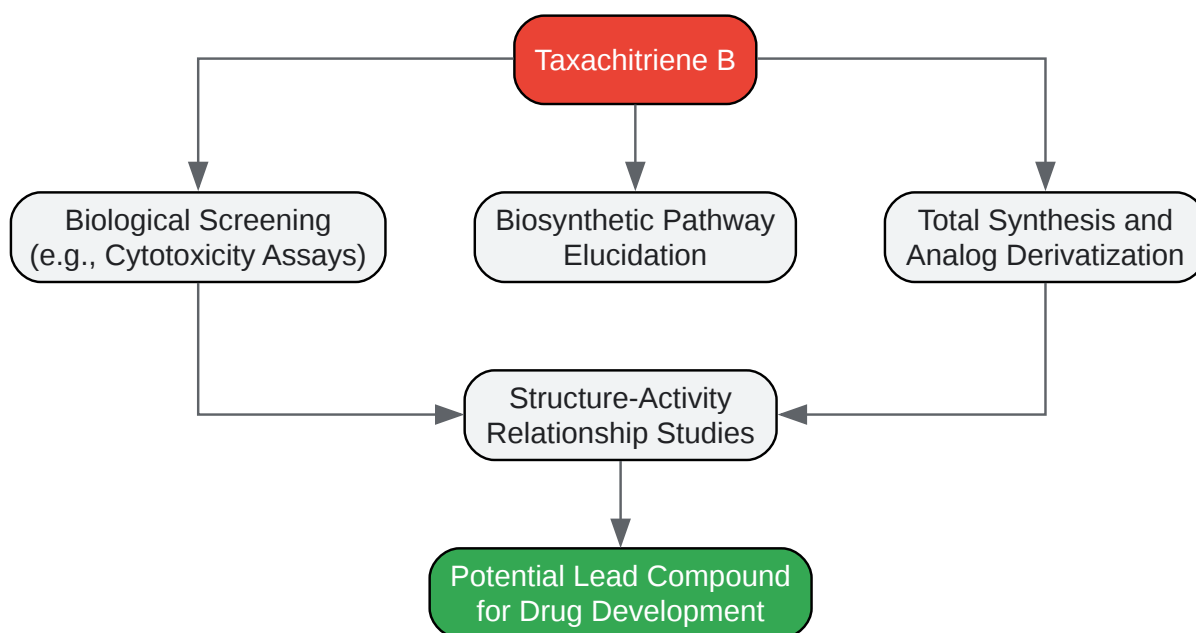 Taxachitriene B
Biological Screening
(e.g., Cytotoxicity Assays)
Biosynthetic Pathway
Elucidation
Total Synthesis and
Analog Derivatization
Structure-Activity
Relationship Studies
Potential Lead Compound
for Drug Development